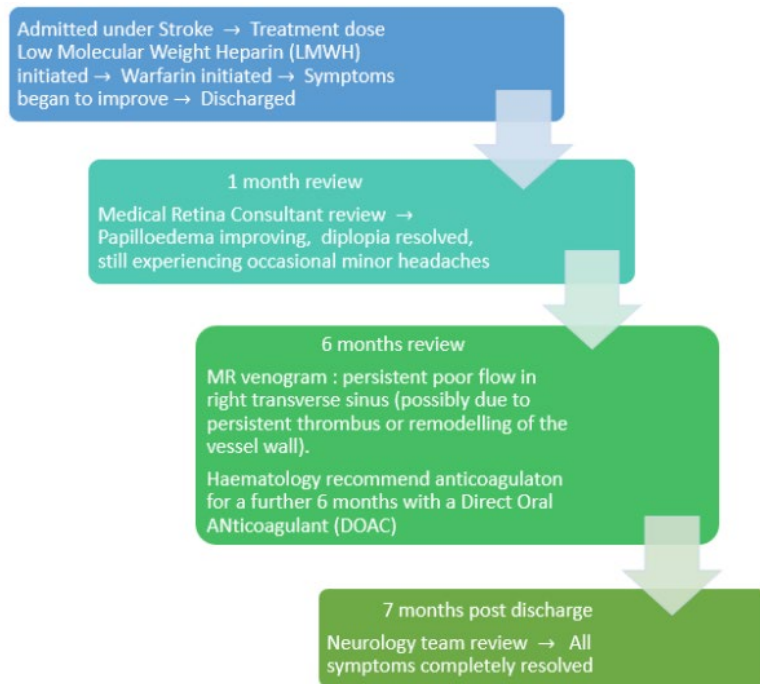 Admitted under Stroke → Treatment dose
Low Molecular Weight Heparin (LMWH)
initiated → Warfarin initiated → Symptoms
began to improve → Discharged
1 month review
Medical Retina Consultant review →
Papilloedema improving, diplopia resolved,
still experiencing occasional minor headaches
6 months review
MR venogram : persistent poor flow in
right transverse sinus (possibly due to
persistent thrombus or remodelling of the
vessel wall).
Haematology recommend anticoagulaton
for a further 6 months with a Direct Oral
ANticoagulant (DOAC)
7 months post discharge
Neurology team review → All
symptoms completely resolved